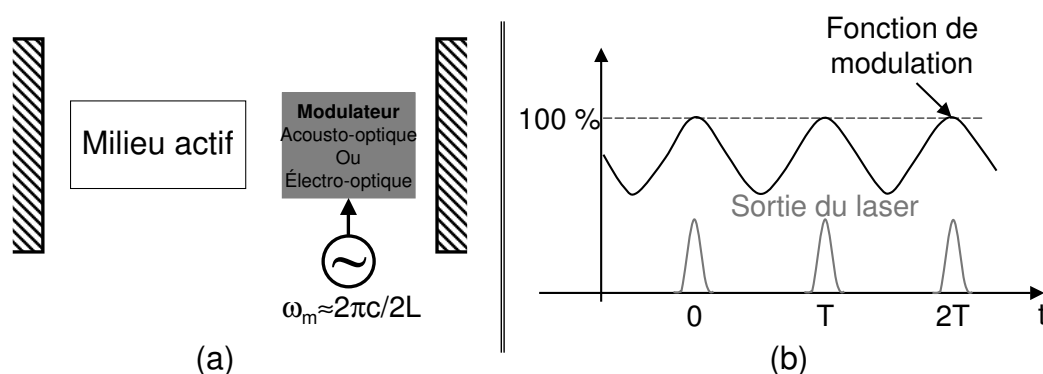 Milieu actif
Modulateur
Acousto-optique
Ou
Électro-optique
~
ωm≈2πc/2L
(a)
Fonction de
modulation
100 %
Sortie du laser
0
T
2T
t
(b)